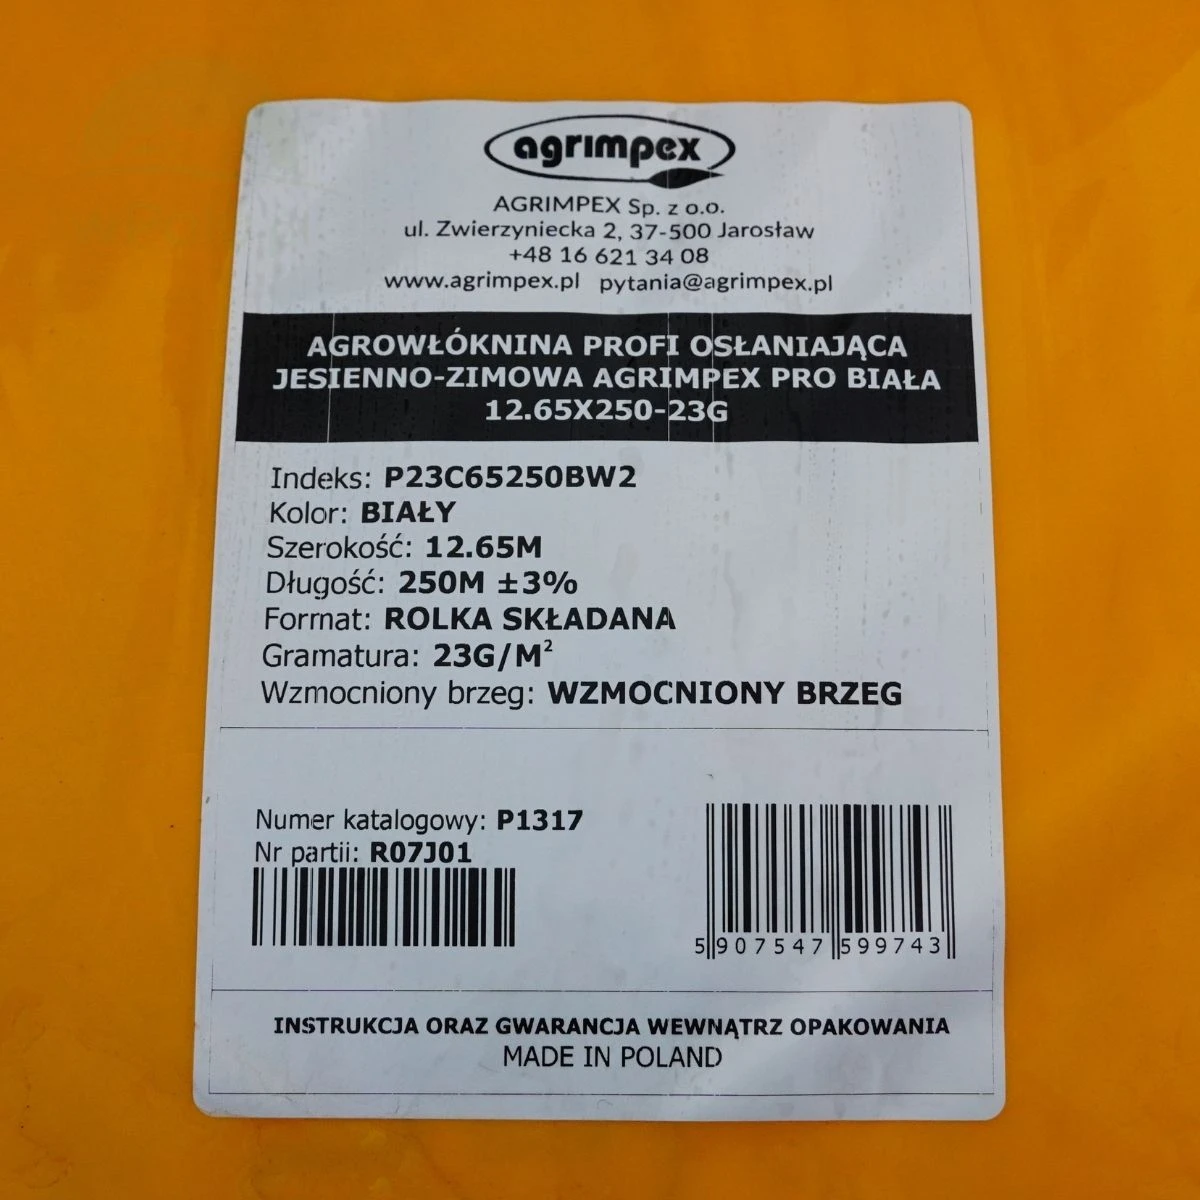 agrimpex
AGRIMPEX Sp. z o.o.
ul. Zwierzyniecka 2, 37-500 Jarosław
+48 16 621 34 08
www.agrimpex.pl pytania@agrimpex.pl
AGROWŁÓKNINA PROFI OSŁANIAJĄCA
JESIENNO-ZIMOWA AGRIMPEX PRO BIAŁA
12.65X250-23G
Indeks: P23C65250BW2
Kolor: BIAŁY
Szerokość: 12.65M
Długość: 250M ±3%
Format: ROLKA SKŁADANA
Gramatura: 23G/M²
Wzmocniony brzeg: WZMOCNIONY BRZEG
Numer katalogowy: P1317
Nr partii: R07J01
5 907547 599743
INSTRUKCJA ORAZ GWARANCJA WEWNĄTRZ OPAKOWANIA
MADE IN POLAND